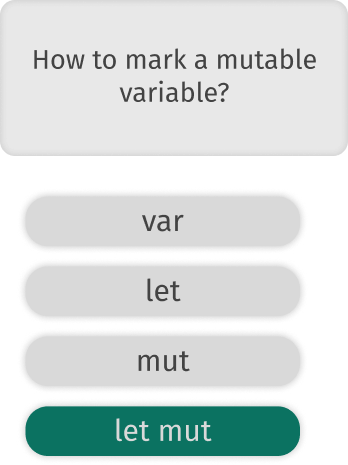 How to mark a mutable
variable?
var
let
mut
let mut